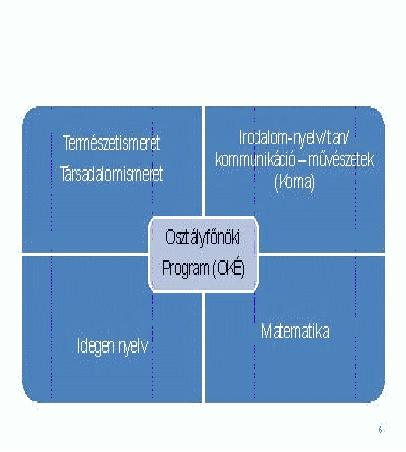 Természetismeret
Társadalomismeret
Irodalom-nyelv/tan/
kommunikáció – művészetek
(Koma)
Osztályfőnöki
Program (OKÉ)
Idegen nyelv
Matematika
6